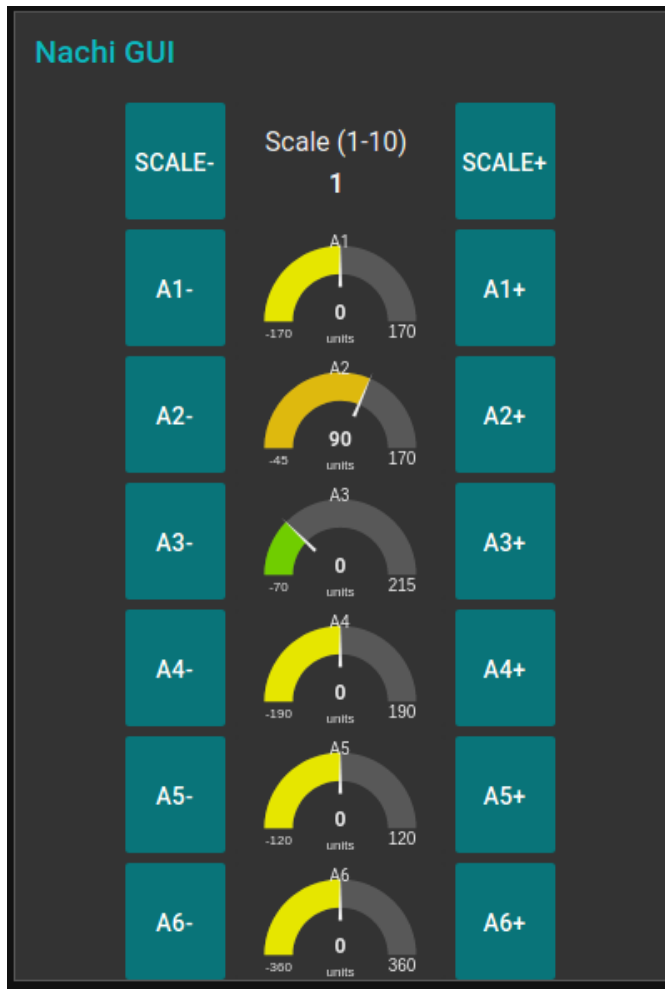 Nachi GUI
SCALE-
Scale (1-10)
1
SCALE+
A1-
A1
0
units
-170
170
A1+
A2-
A2
90
units
-45
170
A2+
A3-
A3
0
units
-70
215
A3+
A4-
A4
0
units
-190
190
A4+
A5-
A5
0
units
-120
120
A5+
A6-
A6
0
units
-360
360
A6+